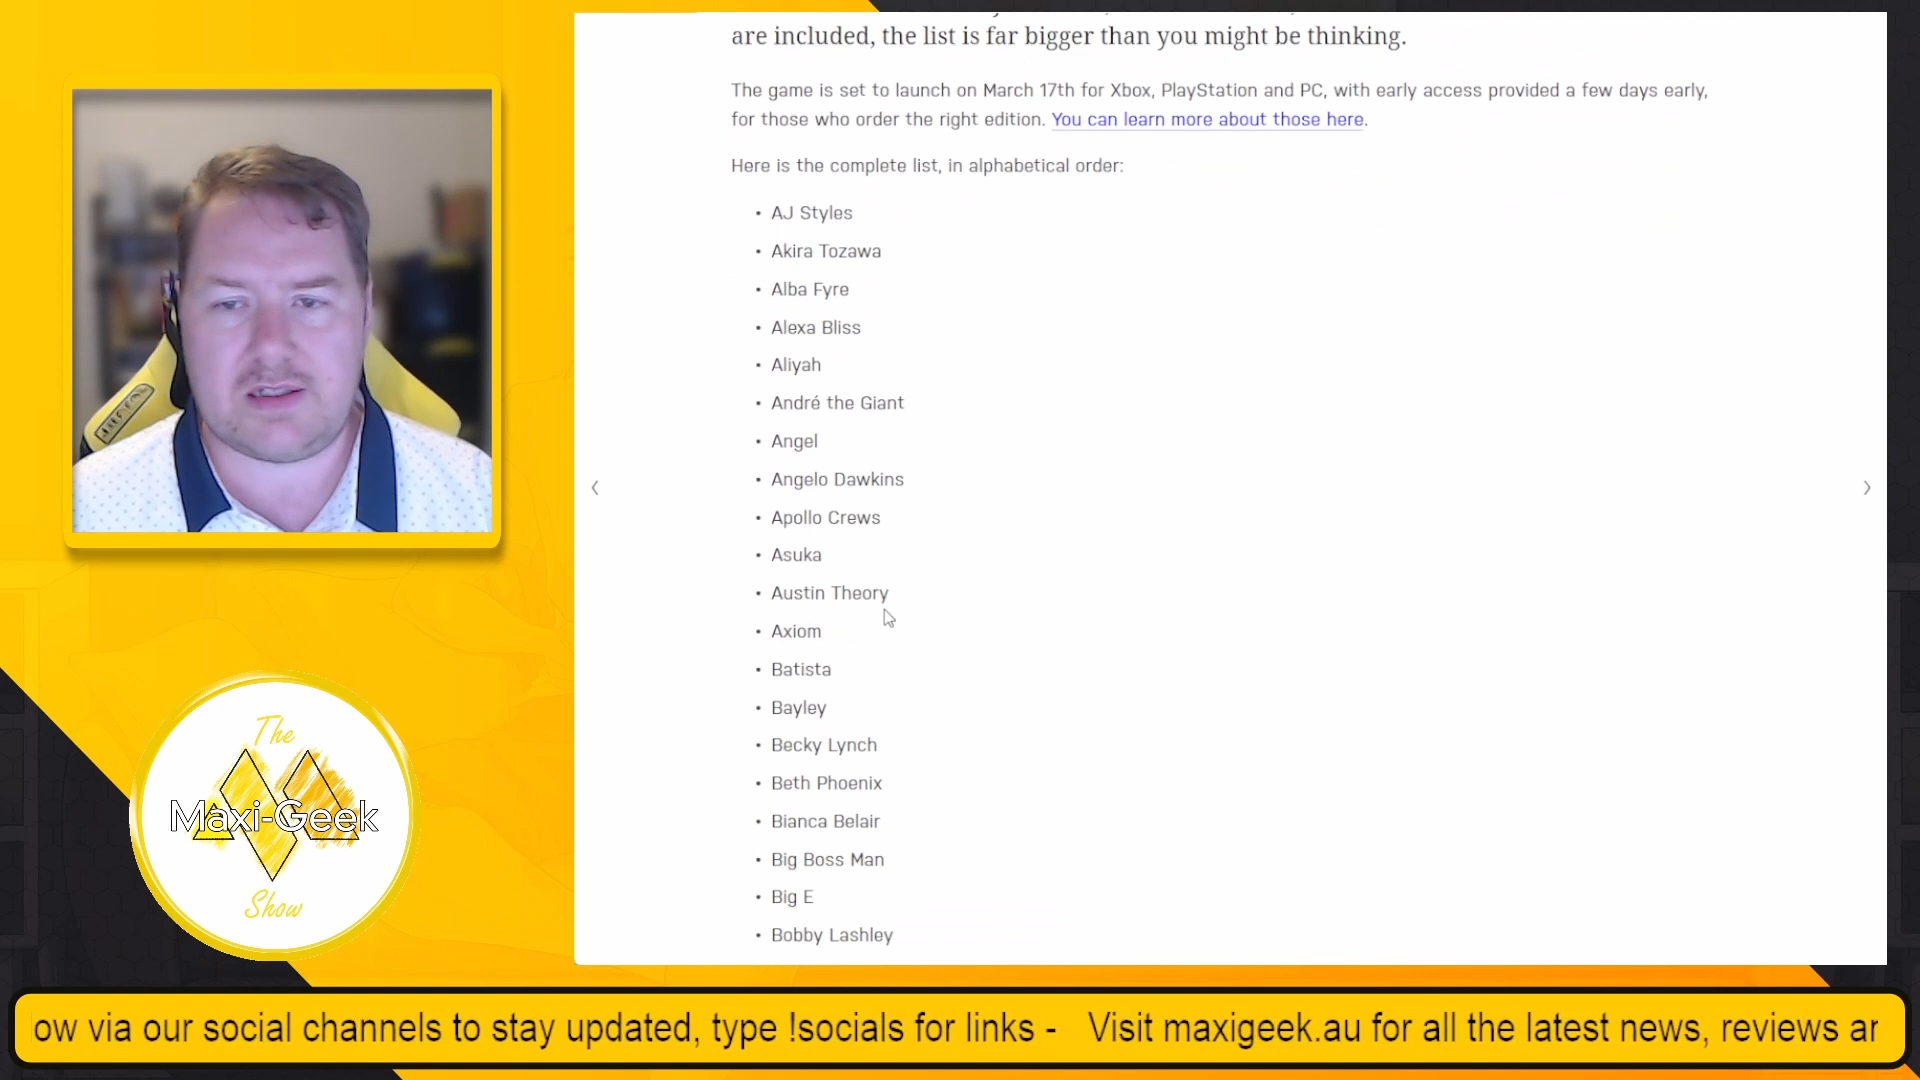 are included, the list is far bigger than you might be thinking.
The game is set to launch on March 17th for Xbox, PlayStation and PC, with early access provided a few days early,
for those who order the right edition. You can learn more about those here.
Here is the complete list, in alphabetical order:
• AJ Styles
• Akira Tozawa
• Alba Fyre
• Alexa Bliss
• Aliyah
• André the Giant
• Angel
• Angelo Dawkins
• Apollo Crews
• Asuka
• Austin Theory
• Axiom
• Batista
• Bayley
• Becky Lynch
• Beth Phoenix
• Bianca Belair
• Big Boss Man
• Big E
• Bobby Lashley
The
Maxi-Geek
Show
ow via our social channels to stay updated, type !socials for links - Visit maxigeek.au for all the latest news, reviews ar